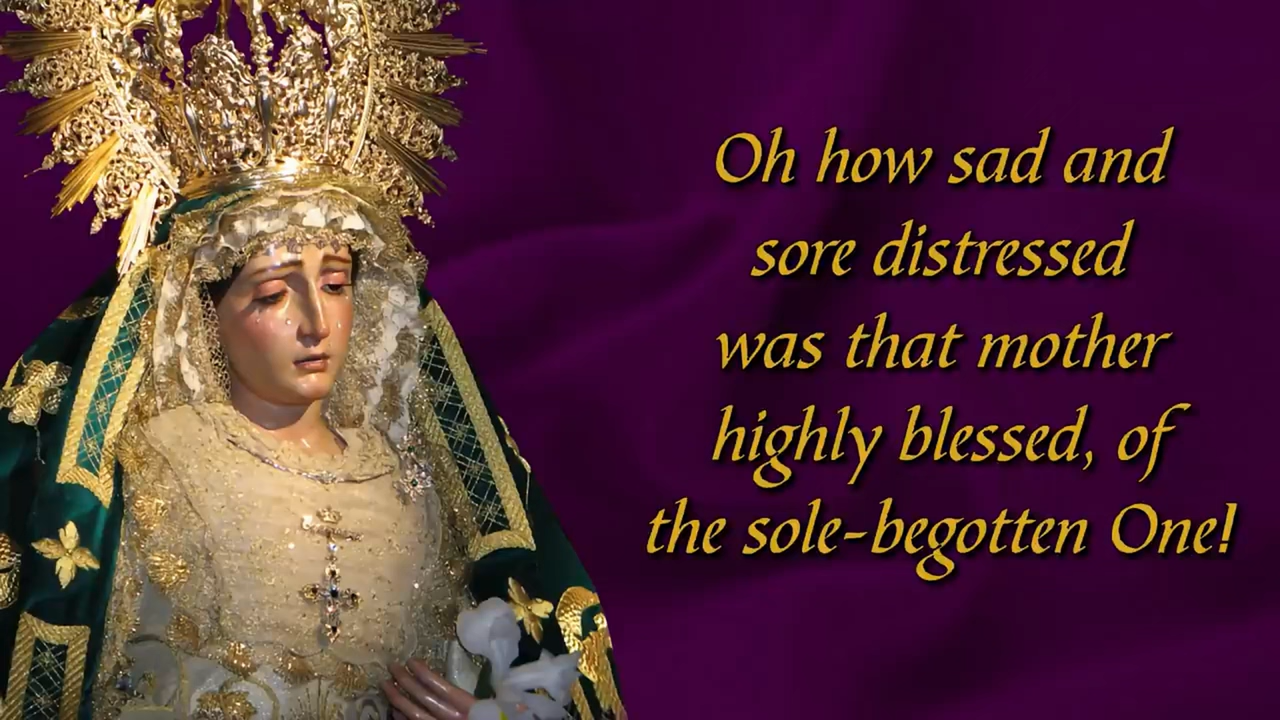 Oh how sad and
sore distressed
was that mother
highly blessed, of
the sole-begotten One!